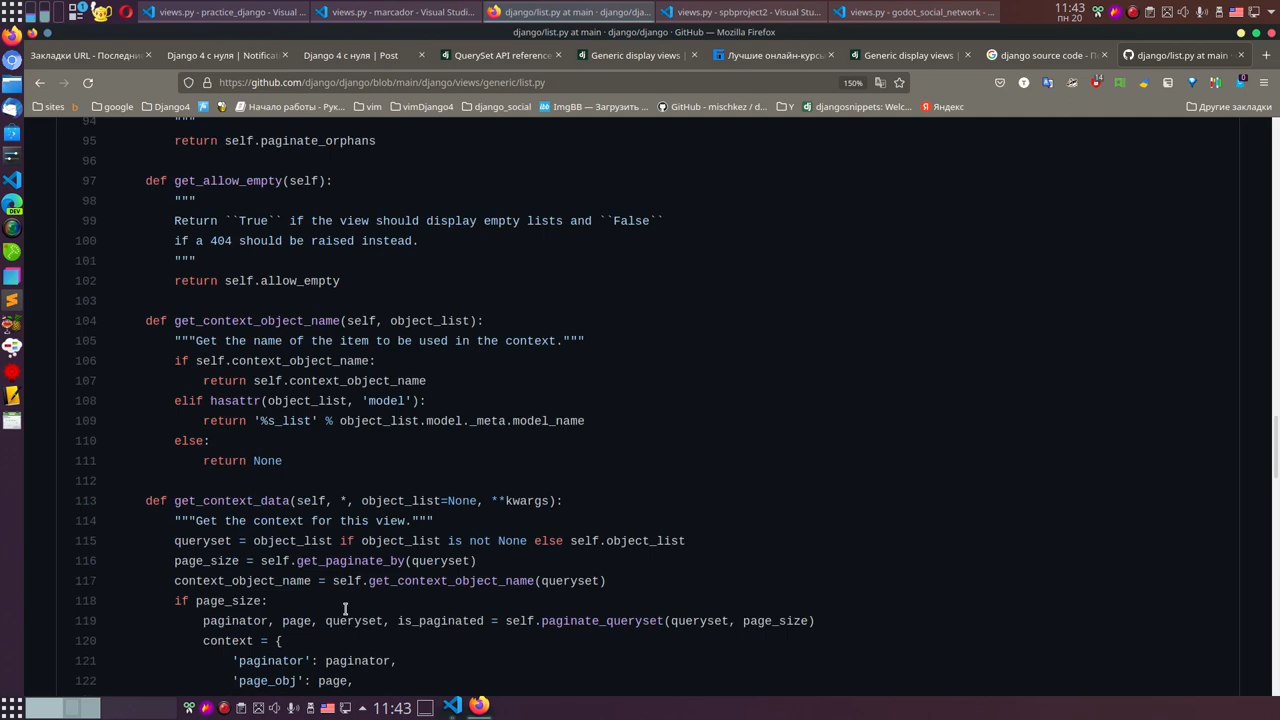 views.py - practice_django - Visual ...
views.py - marcador - Visual Studi...
django/list.py at main · django/dja...
views.py - spbproject2 - Visual Stu...
views.py - godot_social_network - ...
1
11:43
пн 20
django/list.py at main · django/django · GitHub — Mozilla Firefox
Закладки URL - Последни
Django 4 с нуля | Notificat
Django 4 с нуля | Post
QuerySet API reference
Generic display views |
Лучшие онлайн-курсы
Generic display views |
django source code - П
django/list.py at main ·
https://github.com/django/django/blob/main/django/views/generic/list.py
150%
14
0
sites
b
google
Django4
Начало работы - Рук...
vim
vimDjango4
django_social
ImgBB — Загрузить ...
GitHub - mischkez / d...
Y
djangosnippets: Welc...
Яндекс
Другие закладки
94 """
95 return self.paginate_orphans
96
97 def get_allow_empty(self):
98 """
99 Return ``True`` if the view should display empty lists and ``False``
100 if a 404 should be raised instead.
101 """
102 return self.allow_empty
103
104 def get_context_object_name(self, object_list):
105 """Get the name of the item to be used in the context."""
106 if self.context_object_name:
107 return self.context_object_name
108 elif hasattr(object_list, 'model'):
109 return '%s_list' % object_list.model._meta.model_name
110 else:
111 return None
112
113 def get_context_data(self, *, object_list=None, **kwargs):
114 """Get the context for this view."""
115 queryset = object_list if object_list is not None else self.object_list
116 page_size = self.get_paginate_by(queryset)
117 context_object_name = self.get_context_object_name(queryset)
118 if page_size:
119 paginator, page, queryset, is_paginated = self.paginate_queryset(queryset, page_size)
120 context = {
121 'paginator': paginator,
122 'page_obj': page,
DEV
11:43